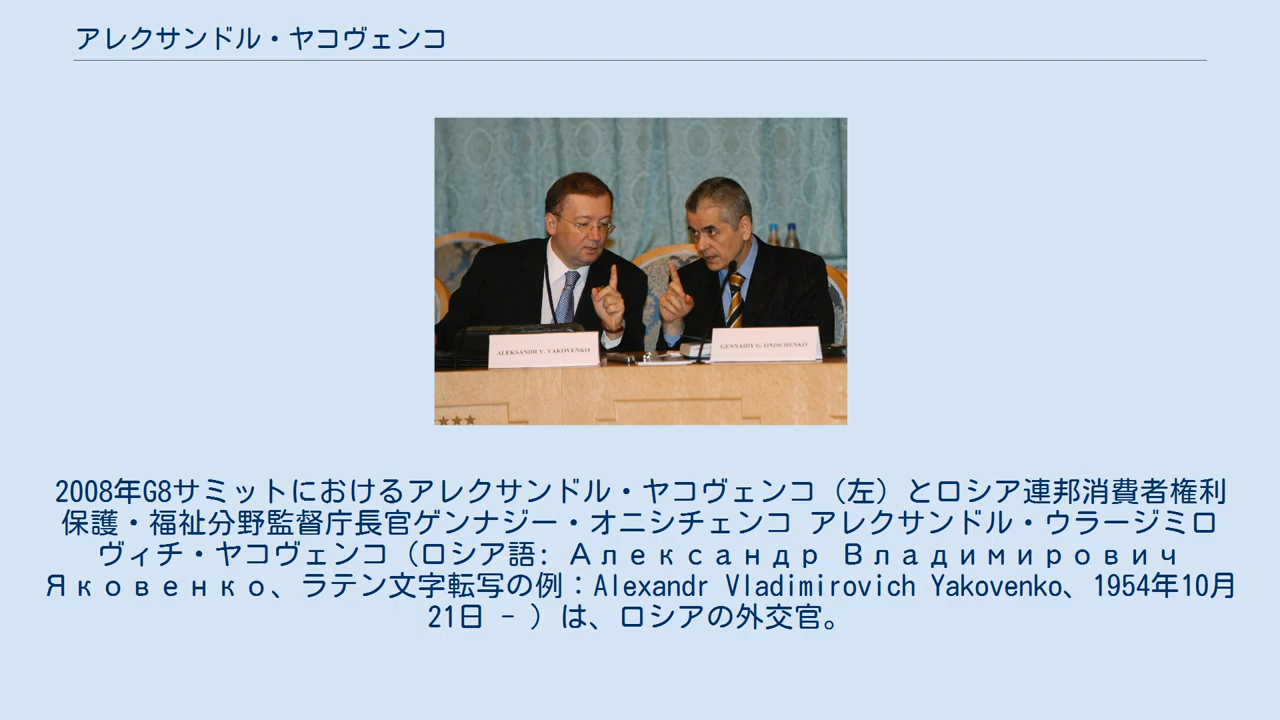 アレクサンドル・ヤコヴェンコ
ALEKSANDR V. YAKOVENKO
GENNADIY G. ONISCHENKO
2008年G8サミットにおけるアレクサンドル・ヤコヴェンコ（左）とロシア連邦消費者権利
保護・福祉分野監督庁長官ゲンナジー・オニシチェンコ アレクサンドル・ウラージミロ
ヴィチ・ヤコヴェンコ（ロシア語: Александр Владимирович
Яковенко、ラテン文字転写の例：Alexandr Vladimirovich Yakovenko、1954年10月
21日 - ）は、ロシアの外交官。